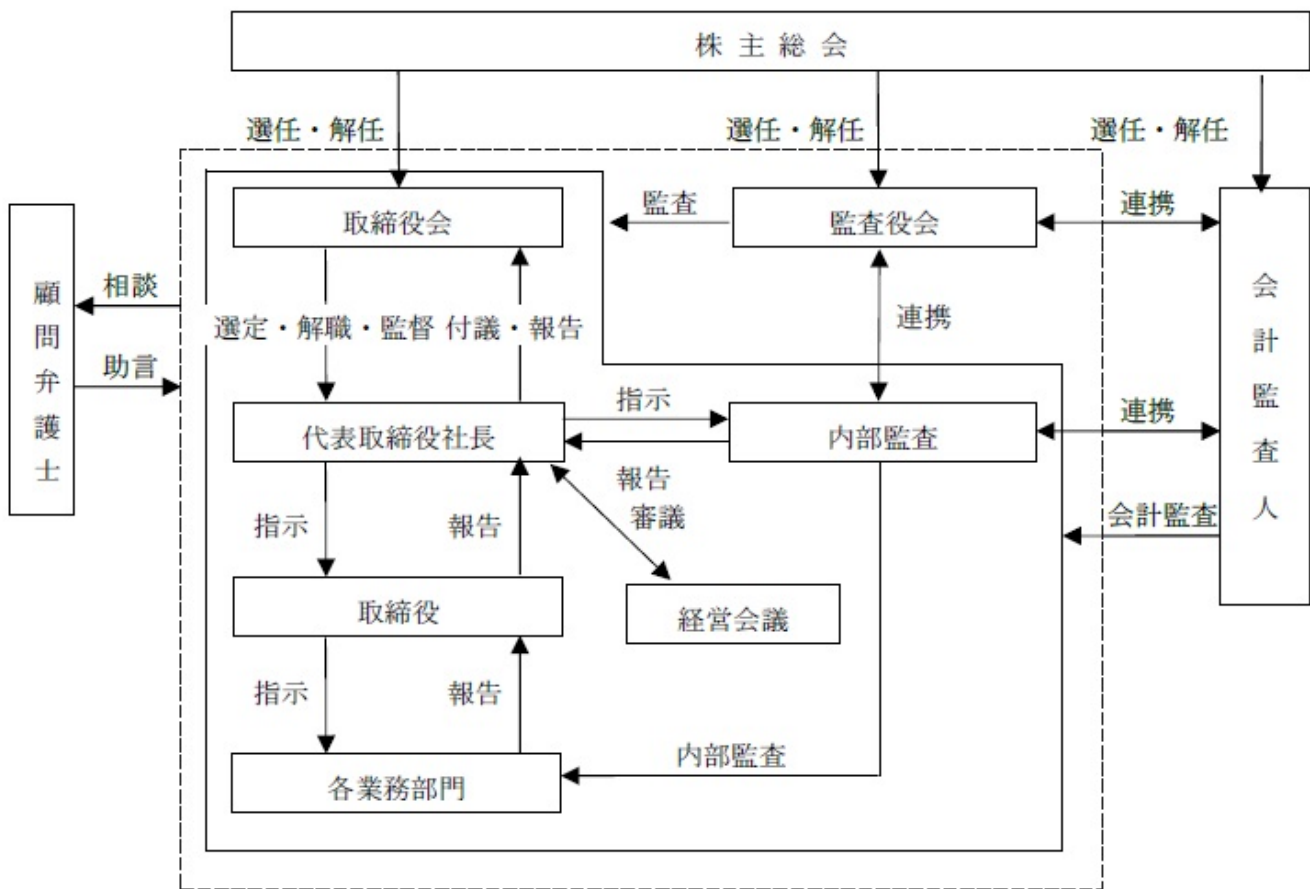 株主総会
選任・解任
選任・解任
選任・解任
取締役会
監査
監査役会
連携
顧問弁護士
相談
助言
会計監査人
選定・解職・監督
付議・報告
連携
代表取締役社長
指示
内部監査
連携
報告
審議
指示
報告
会計監査
取締役
経営会議
指示
報告
内部監査
各業務部門